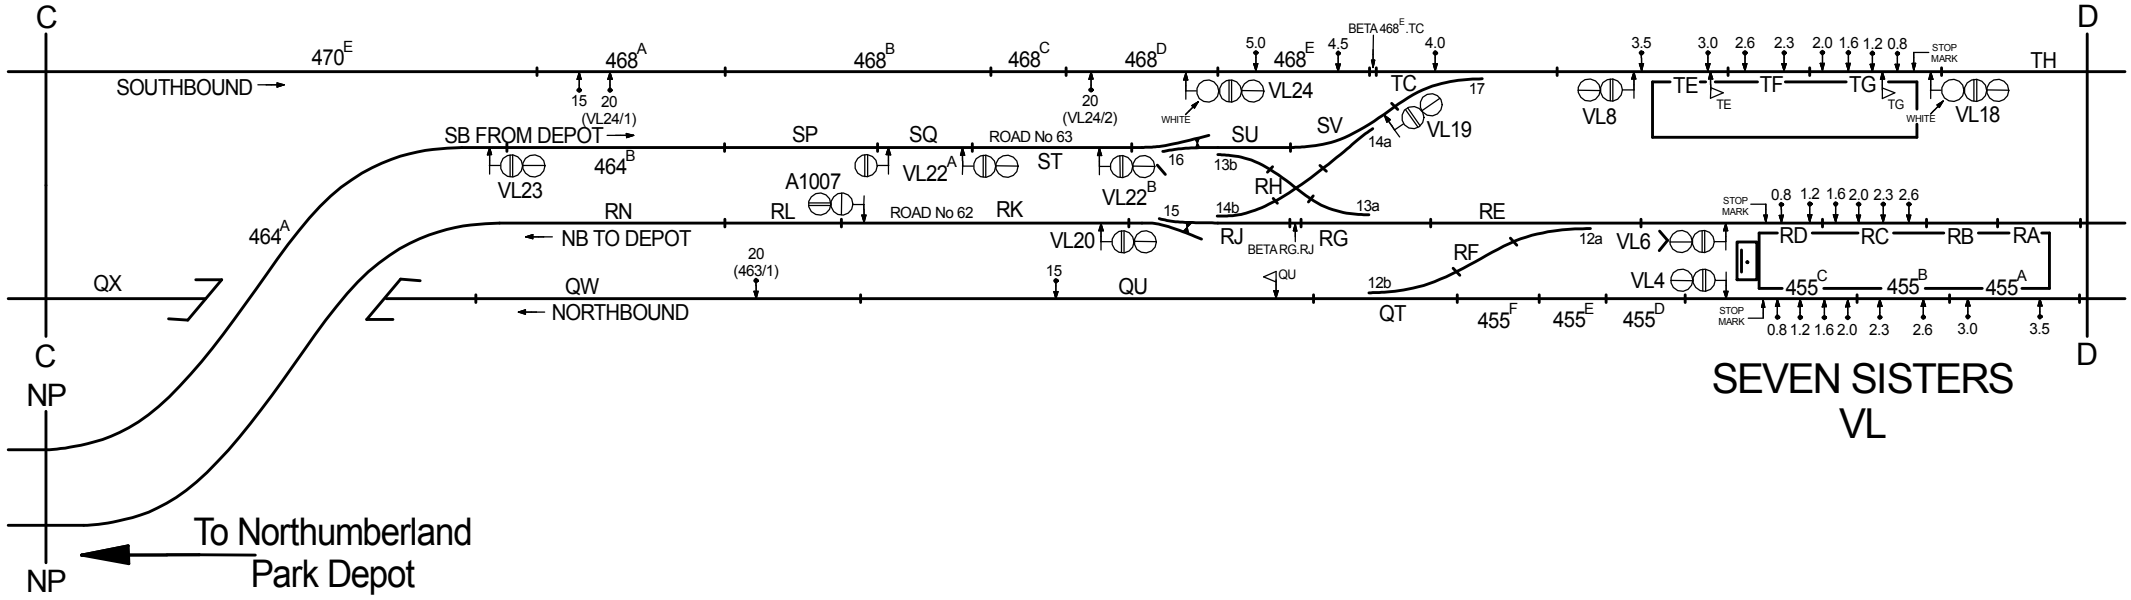 C
D
470E
468A
468B
468C
468D
5.0
468E
4.5
BETA 468E.TC
4.0
3.5
3.0
2.6
2.3
2.0
1.6
1.2
0.8
STOP
MARK
TH
SOUTHBOUND
15
20
(VL24/1)
20
(VL24/2)
WHITE
VL24
TC
17
VL8
TE
TF
TG
TE
TG
WHITE
VL18
SB FROM DEPOT
464B
VL23
SP
SQ
ROAD No 63
ST
VL22A
VL22B
16
SU
SV
VL19
14a
13b
RH
14b
13a
A1007
464A
RN
RL
ROAD No 62
RK
15
RJ
RG
RE
NB TO DEPOT
VL20
BETA RG.RJ
STOP
MARK
0.8
1.2
1.6
2.0
2.3
2.6
VL6
RD
RC
RB
RA
12a
RF
QX
QW
20
(463/1)
15
QU
QU
12b
VL4
455C
455B
455A
NORTHBOUND
QT
455F
455E
455D
STOP
MARK
0.8
1.2
1.6
2.0
2.3
2.6
3.0
3.5
C
D
NP
SEVEN SISTERS
VL
To Northumberland
Park Depot
NP